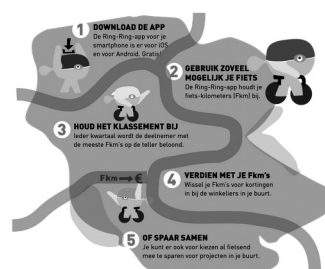 1 DOWNLOAD DE APP
De Ring-Ring-app voor je
smartphone is er voor iOS
en voor Android. Gratis!
2 GEBRUIK ZOVEEL
MOGELIJK JE FIETS
De Ring-Ring-app houdt je
fiets-kilometers (Fkm) bij.
3 HOUD HET KLASSEMENT BIJ
Ieder kwartaal wordt de deelnemer met
de meeste Fkm's op de teller beloond.
Fkm → €
4 VERDIEN MET JE Fkm's
Wissel je Fkm's voor kortingen
in bij de winkeliers in je buurt.
5 OF SPAAR SAMEN
Je kunt er ook voor kiezen al fietsend
mee te sparen voor projecten in je buurt.